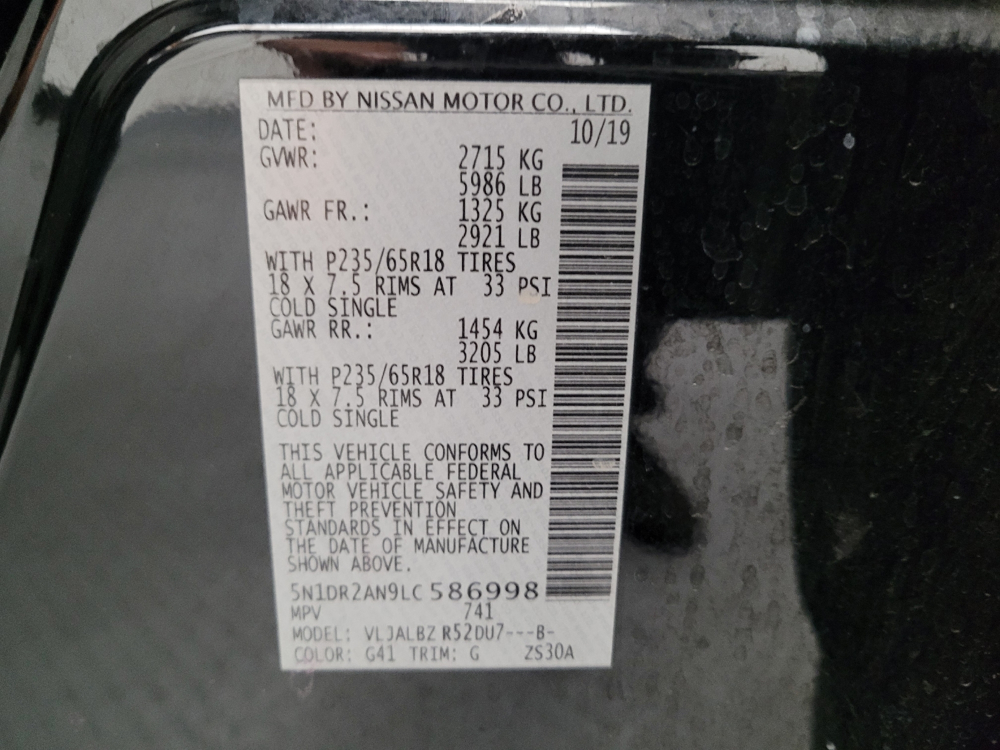 MFD BY NISSAN MOTOR CO., LTD.
DATE: 10/19
GVWR: 2715 KG
5986 LB
GAWR FR.: 1325 KG
2921 LB
WITH P235/65R18 TIRES
18 X 7.5 RIMS AT 33 PSI
COLD SINGLE
GAWR RR.: 1454 KG
3205 LB
WITH P235/65R18 TIRES
18 X 7.5 RIMS AT 33 PSI
COLD SINGLE
THIS VEHICLE CONFORMS TO
ALL APPLICABLE FEDERAL
MOTOR VEHICLE SAFETY AND
THEFT PREVENTION
STANDARDS IN EFFECT ON
THE DATE OF MANUFACTURE
SHOWN ABOVE.
5N1DR2AN9LC586998
MPV 741
MODEL: VLJALBZ R52DU7---B-
COLOR: G41 TRIM: G ZS30A